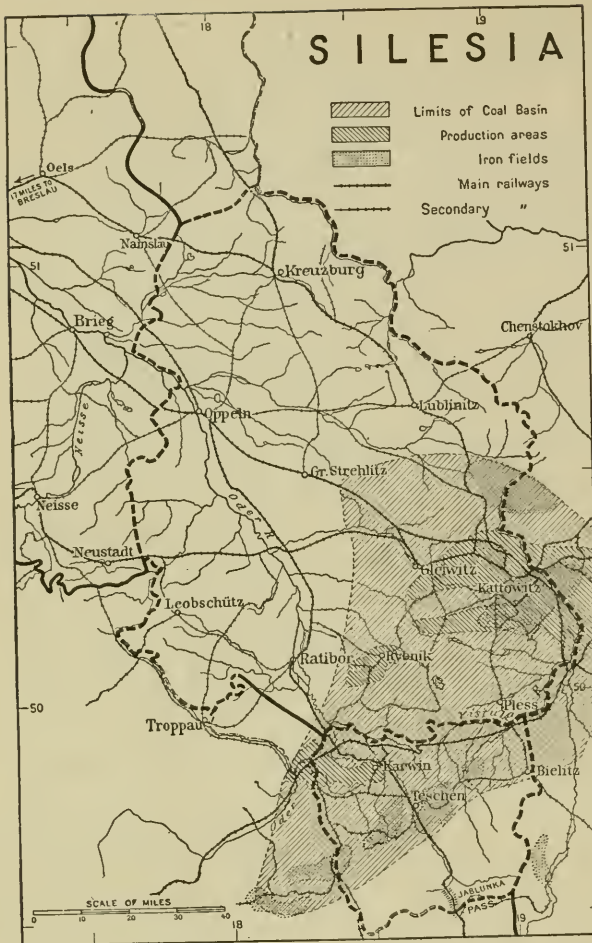 18
19
SILESIA
Limits of Coal Basin
Production areas
Iron fields
Main railways
Secondary "
Oels
17 MILES TO
BRESLAU
Namslau
51
51
Kreuzburg
Brieg
Chenstokhov
Oppeln
Lublinitz
Neisse
Gr. Strehlitz
Oder R.
Neisse
Neustadt
Gleiwitz
Kattowitz
Leobschütz
Ratibor
Rybnik
50
50
Pless
Vistula R.
Troppau
Karwin
Bielitz
Oder
Teschen
JABLUNKA
PASS
SCALE OF MILES
0 10 20 30 40
18
19